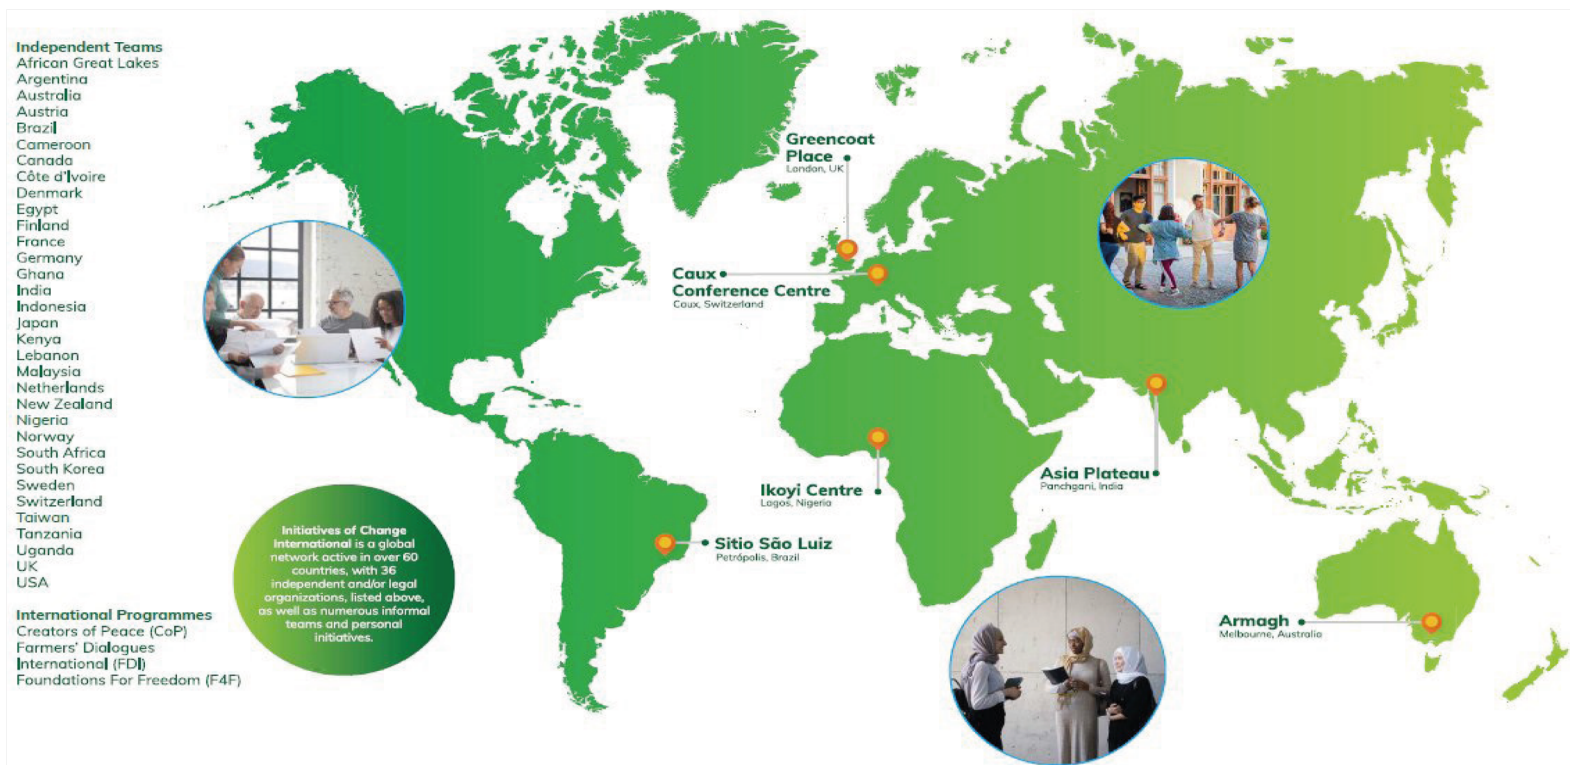 Independent Teams
African Great Lakes
Argentina
Australia
Austria
Brazil
Cameroon
Canada
Côte d'Ivoire
Denmark
Egypt
Finland
France
Germany
Ghana
India
Indonesia
Japan
Kenya
Lebanon
Malaysia
Netherlands
New Zealand
Nigeria
Norway
South Africa
South Korea
Sweden
Switzerland
Taiwan
Tanzania
Uganda
UK
USA
International Programmes
Creators of Peace (CoP)
Farmers' Dialogues
International (FDI)
Foundations For Freedom (F4F)
Initiatives of Change
International is a global
network active in over 60
countries, with 36
independent and/or legal
organizations, listed above,
as well as numerous informal
teams and personal
initiatives.
Greencoat
Place
London, UK
Caux
Conference Centre
Caux, Switzerland
Ikoyi Centre
Lagos, Nigeria
Asia Plateau
Panchgani, India
Sitio São Luiz
Petrópolis, Brazil
Armagh
Melbourne, Australia